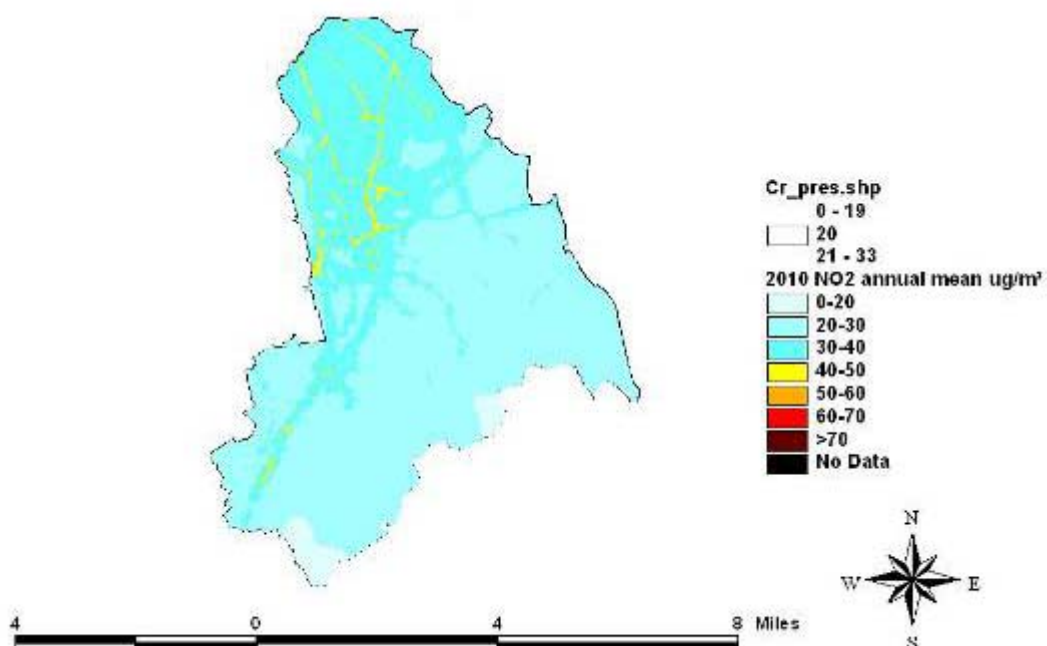 Cr_pres.shp
0 - 19
20
21 - 33
2010 NO2 annual mean ug/m³
0-20
20-30
30-40
40-50
50-60
60-70
>70
No Data
N
W E
S
4 0 4 8 Miles